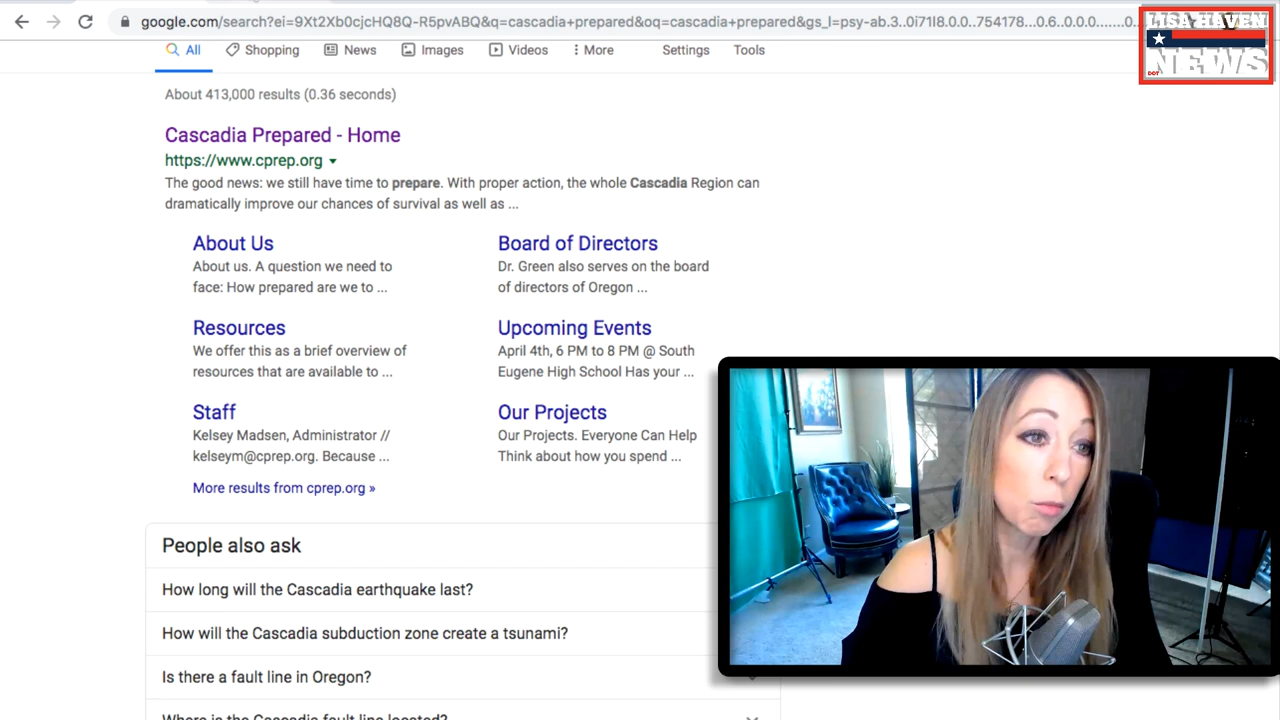 google.com/search?ei=9Xt2Xb0cjcHQ8Q-R5pvABQ&q=cascadia+prepared&oq=cascadia+prepared&gs_l=psy-ab.3..0i71l8.0.0..754178...0.6..0.0.0.......0...
LISA HAVEN
DOT NEWS
All Shopping News Images Videos More Settings Tools
About 413,000 results (0.36 seconds)
Cascadia Prepared - Home
https://www.cprep.org
The good news: we still have time to prepare. With proper action, the whole Cascadia Region can
dramatically improve our chances of survival as well as ...
About Us
About us. A question we need to
face: How prepared are we to ...
Board of Directors
Dr. Green also serves on the board
of directors of Oregon ...
Resources
We offer this as a brief overview of
resources that are available to ...
Upcoming Events
April 4th, 6 PM to 8 PM @ South
Eugene High School Has your ...
Staff
Kelsey Madsen, Administrator //
kelseym@cprep.org. Because ...
Our Projects
Our Projects. Everyone Can Help
Think about how you spend ...
More results from cprep.org »
People also ask
How long will the Cascadia earthquake last?
How will the Cascadia subduction zone create a tsunami?
Is there a fault line in Oregon?
Where is the Cascadia fault line located?